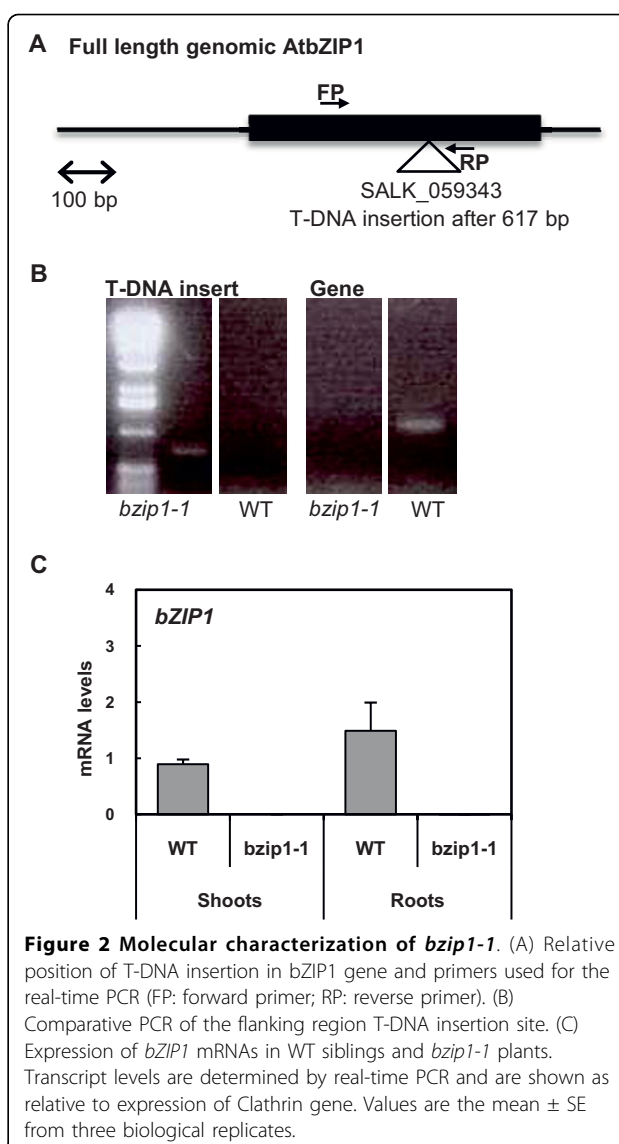 A Full length genomic AtbZIP1
FP
RP
100 bp
SALK_059343
T-DNA insertion after 617 bp
B
T-DNA insert Gene
bzip1-1 WT bzip1-1 WT
C
bZIP1
mRNA levels
4
3
2
1
0
WT bzip1-1 WT bzip1-1
Shoots Roots
Figure 2 Molecular characterization of bzip1-1. (A) Relative
position of T-DNA insertion in bZIP1 gene and primers used for the
real-time PCR (FP: forward primer; RP: reverse primer). (B)
Comparative PCR of the flanking region T-DNA insertion site. (C)
Expression of bZIP1 mRNAs in WT siblings and bzip1-1 plants.
Transcript levels are determined by real-time PCR and are shown as
relative to expression of Clathrin gene. Values are the mean ± SE
from three biological replicates.